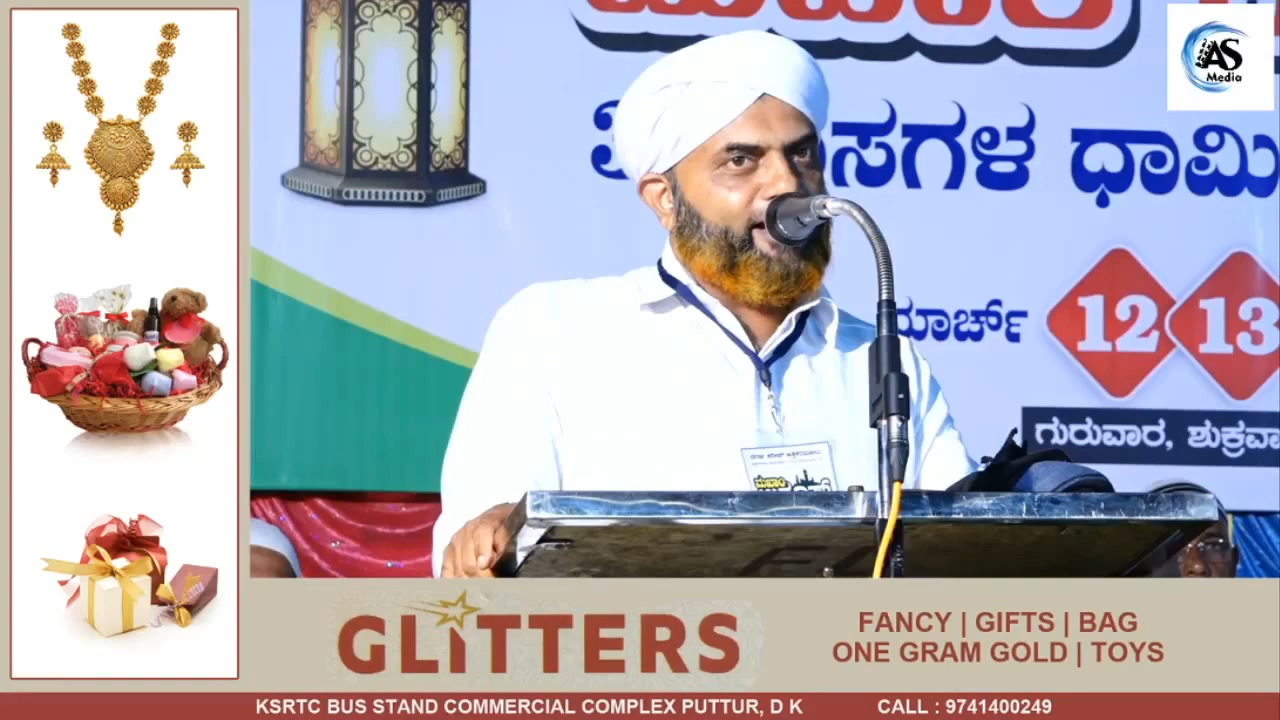 AS
Media
ಸಗಳ ಧಾಮಿ
ಮಾರ್ಚ್
12 13
ಗುರುವಾರ, ಶುಕ್ರವಾ
GLITTERS
FANCY | GIFTS | BAG
ONE GRAM GOLD | TOYS
KSRTC BUS STAND COMMERCIAL COMPLEX PUTTUR, D K CALL : 9741400249